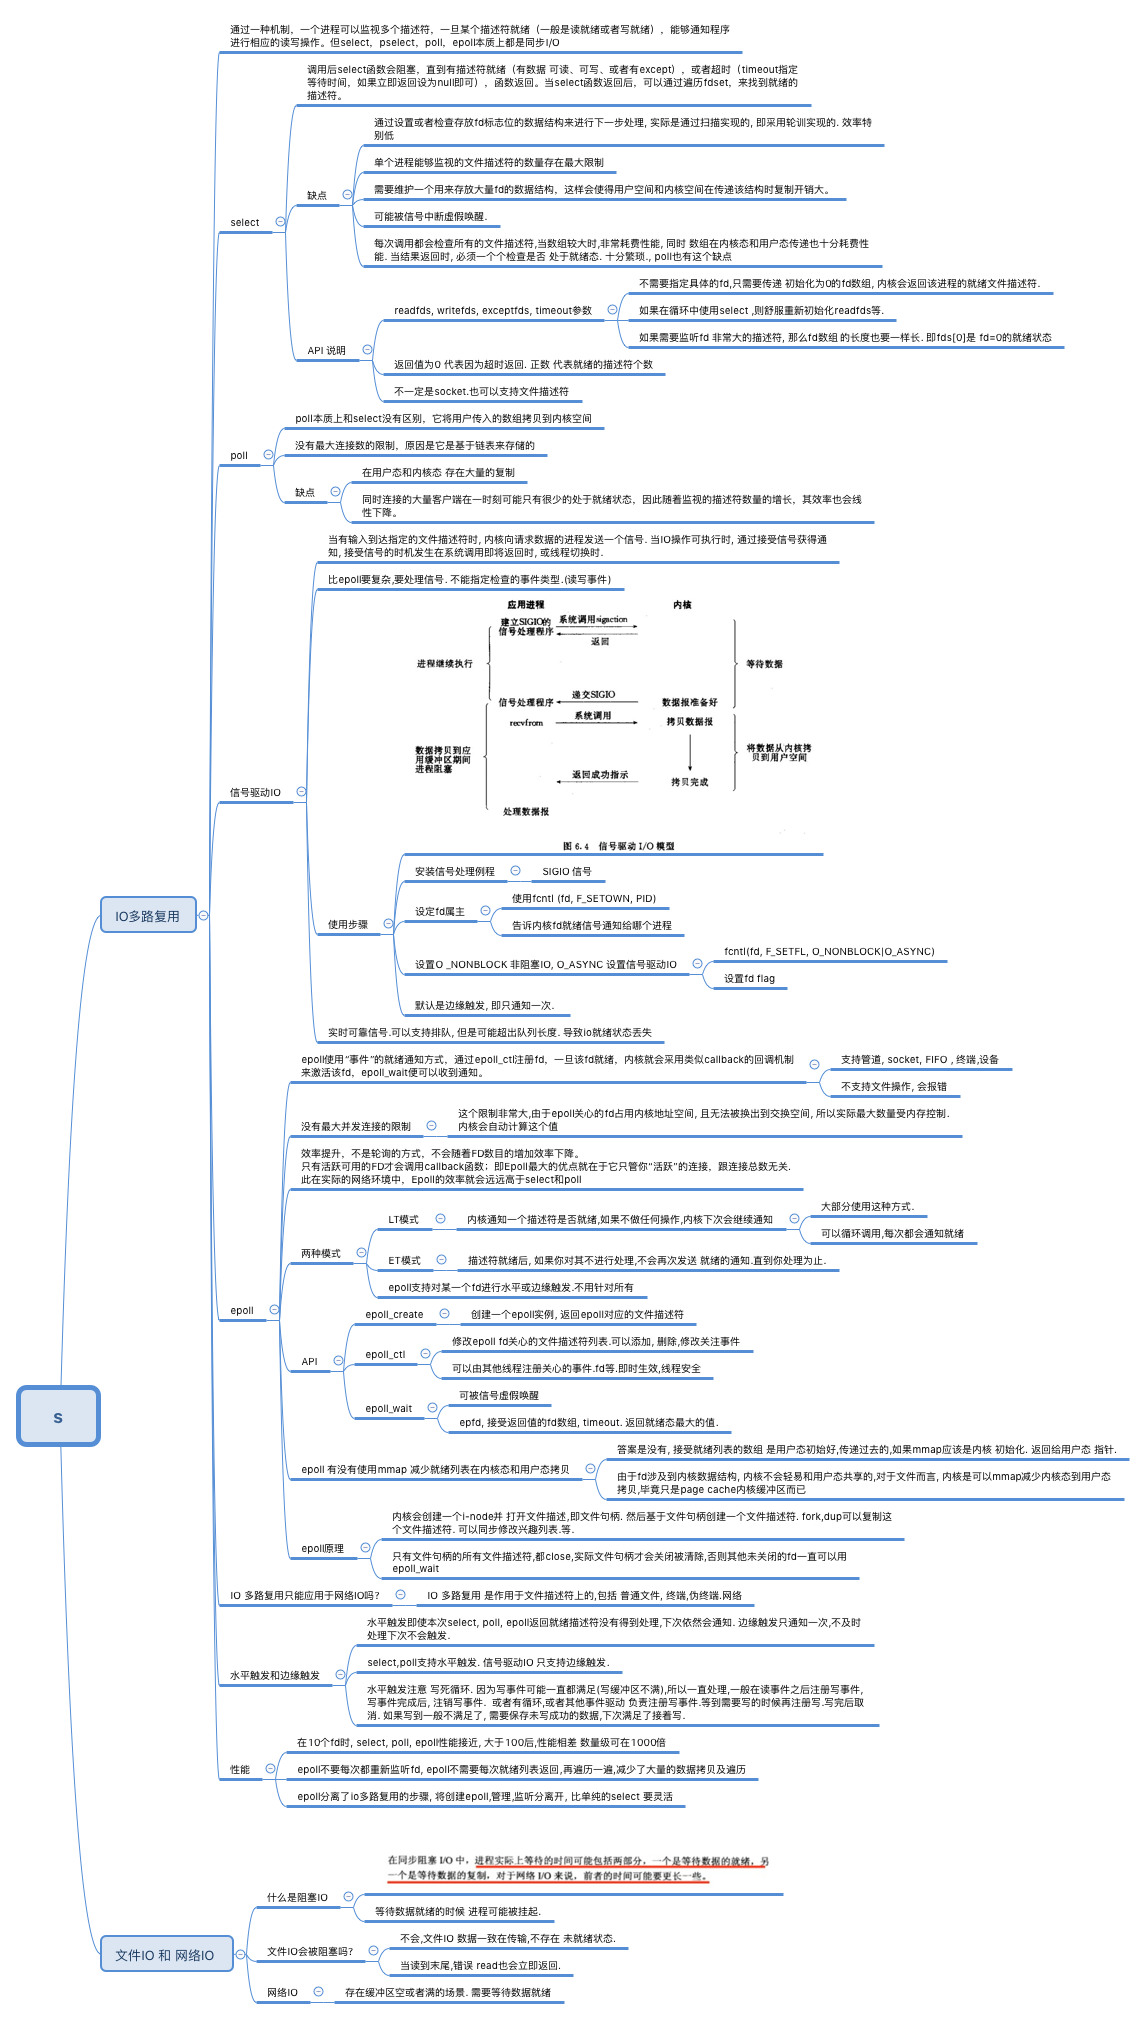 通过一种机制，一个进程可以监视多个描述符，一旦某个描述符就绪（一般是读就绪或者写就绪），能够通知程序
进行相应的读写操作。但select，pselect，poll，epoll本质上都是同步I/O
调用后select函数会阻塞，直到有描述符就绪（有数据 可读、可写、或者有except），或者超时（timeout指定
等待时间，如果立即返回设为null即可），函数返回。当select函数返回后，可以通过遍历fdset，来找到就绪的
描述符。
通过设置或者检查存放fd标志位的数据结构来进行下一步处理, 实际是通过扫描实现的, 即采用轮训实现的. 效率特
别低
单个进程能够监视的文件描述符的数量存在最大限制
缺点
需要维护一个用来存放大量fd的数据结构，这样会使得用户空间和内核空间在传递该结构时复制开销大。
可能被信号中断虚假唤醒.
select
每次调用都会检查所有的文件描述符,当数组较大时,非常耗费性能, 同时 数组在内核态和用户态传递也十分耗费性
能. 当结果返回时, 必须一个个检查是否 处于就绪态. 十分繁琐., poll也有这个缺点
不需要指定具体的fd,只需要传递 初始化为0的fd数组, 内核会返回该进程的就绪文件描述符.
readfds, writefds, exceptfds, timeout参数
如果在循环中使用select ,则舒服重新初始化readfds等.
如果需要监听fd 非常大的描述符, 那么fd数组 的长度也要一样长. 即fds[0]是 fd=0的就绪状态
API 说明
返回值为0 代表因为超时返回. 正数 代表就绪的描述符个数
不一定是socket.也可以支持文件描述符
poll本质上和select没有区别，它将用户传入的数组拷贝到内核空间
没有最大连接数的限制，原因是它是基于链表来存储的
poll
在用户态和内核态 存在大量的复制
缺点
同时连接的大量客户端在一时刻可能只有很少的处于就绪状态，因此随着监视的描述符数量的增长，其效率也会线
性下降。
当有输入到达指定的文件描述符时, 内核向请求数据的进程发送一个信号. 当IO操作可执行时, 通过接受信号获得通
知, 接受信号的时机发生在系统调用即将返回时, 或线程切换时.
比epoll要复杂,要处理信号. 不能指定检查的事件类型.(读写事件)
应用进程
内核
建立SIGIO的
信号处理程序
系统调用sigaction
返回
进程继续执行
等待数据
递交SIGIO
信号处理程序
数据报准备好
系统调用
recvfrom
拷贝数据报
数据拷贝到应
用缓冲区期间
进程阻塞
将数据从内核拷
贝到用户空间
返回成功指示
拷贝完成
处理数据报
图 6.4 信号驱动 I/O 模型
信号驱动IO
安装信号处理例程
SIGIO 信号
使用fcntl (fd, F_SETOWN, PID)
设定fd属主
告诉内核fd就绪信号通知给哪个进程
使用步骤
fcntl(fd, F_SETFL, O_NONBLOCK|O_ASYNC)
设置O _NONBLOCK 非阻塞IO, O_ASYNC 设置信号驱动IO
设置fd flag
默认是边缘触发, 即只通知一次.
实时可靠信号.可以支持排队, 但是可能超出队列长度. 导致io就绪状态丢失
IO多路复用
epoll使用“事件”的就绪通知方式，通过epoll_ctl注册fd，一旦该fd就绪，内核就会采用类似callback的回调机制
来激活该fd，epoll_wait便可以收到通知。
支持管道, socket, FIFO , 终端,设备
不支持文件操作, 会报错
没有最大并发连接的限制
这个限制非常大,由于epoll关心的fd占用内核地址空间, 且无法被换出到交换空间, 所以实际最大数量受内存控制.
内核会自动计算这个值
效率提升，不是轮询的方式，不会随着FD数目的增加效率下降。
只有活跃可用的FD才会调用callback函数；即Epoll最大的优点就在于它只管你“活跃”的连接，跟连接总数无关.
此在实际的网络环境中，Epoll的效率就会远远高于select和poll
大部分使用这种方式.
LT模式
内核通知一个描述符是否就绪,如果不做任何操作,内核下次会继续通知
可以循环调用,每次都会通知就绪
两种模式
ET模式
描述符就绪后, 如果你对其不进行处理,不会再次发送 就绪的通知.直到你处理为止.
epoll支持对某一个fd进行水平或边缘触发.不用针对所有
epoll
epoll_create
创建一个epoll实例, 返回epoll对应的文件描述符
修改epoll fd关心的文件描述符列表.可以添加, 删除,修改关注事件
epoll_ctl
API
可以由其他线程注册关心的事件.fd等.即时生效,线程安全
可被信号虚假唤醒
epoll_wait
epfd, 接受返回值的fd数组, timeout. 返回就绪态最大的值.
s
答案是没有, 接受就绪列表的数组 是用户态初始好,传递过去的,如果mmap应该是内核 初始化. 返回给用户态 指针.
epoll 有没有使用mmap 减少就绪列表在内核态和用户态拷贝
由于fd涉及到内核数据结构, 内核不会轻易和用户态共享的,对于文件而言, 内核是可以mmap减少内核态到用户态
拷贝,毕竟只是page cache内核缓冲区而已
内核会创建一个i-node并 打开文件描述,即文件句柄. 然后基于文件句柄创建一个文件描述符. fork,dup可以复制这
个文件描述符. 可以同步修改兴趣列表.等.
epoll原理
只有文件句柄的所有文件描述符,都close,实际文件句柄才会关闭被清除,否则其他未关闭的fd一直可以用
epoll_wait
IO 多路复用只能应用于网络IO吗?
IO 多路复用 是作用于文件描述符上的,包括 普通文件, 终端,伪终端.网络
水平触发即使本次select, poll, epoll返回就绪描述符没有得到处理,下次依然会通知. 边缘触发只通知一次,不及时
处理下次不会触发.
水平触发和边缘触发
select,poll支持水平触发. 信号驱动IO 只支持边缘触发.
水平触发注意 写死循环. 因为写事件可能一直都满足(写缓冲区不满),所以一直处理,一般在读事件之后注册写事件,
写事件完成后, 注销写事件. 或者有循环,或者其他事件驱动 负责注册写事件.等到需要写的时候再注册写.写完后取
消. 如果写到一般不满足了, 需要保存未写成功的数据,下次满足了接着写.
在10个fd时, select, poll, epoll性能接近, 大于100后,性能相差 数量级可在1000倍
性能
epoll不要每次都重新监听fd, epoll不需要每次就绪列表返回,再遍历一遍,减少了大量的数据拷贝及遍历
epoll分离了io多路复用的步骤, 将创建epoll,管理,监听分离开, 比单纯的select 要灵活
在同步阻塞 I/O 中，进程实际上等待的时间可能包括两部分，一个是等待数据的就绪，另
一个是等待数据的复制，对于网络 I/O 来说，前者的时间可能要更长一些。
什么是阻塞IO
等待数据就绪的时候 进程可能被挂起.
不会,文件IO 数据一致在传输,不存在 未就绪状态.
文件IO 和 网络IO
文件IO会被阻塞吗?
当读到末尾,错误 read也会立即返回.
网络IO
存在缓冲区空或者满的场景. 需要等待数据就绪